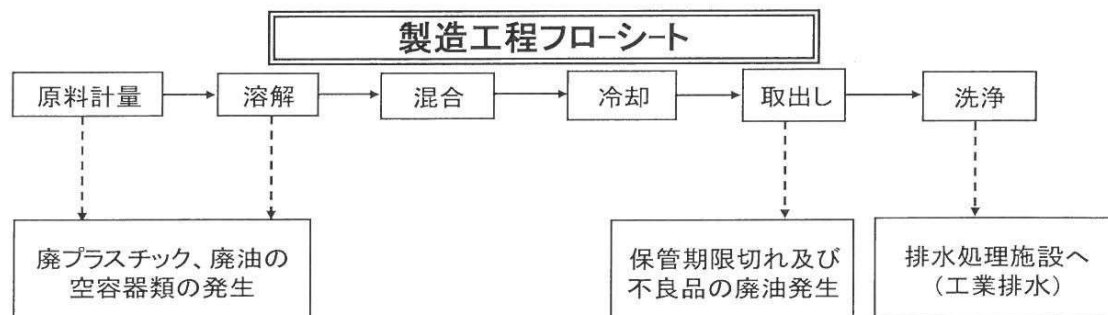 製造工程フローシート
原料計量
溶解
混合
冷却
取出し
洗浄
廃プラスチック、廃油の
空容器類の発生
保管期限切れ及び
不良品の廃油発生
排水処理施設へ
（工業排水）